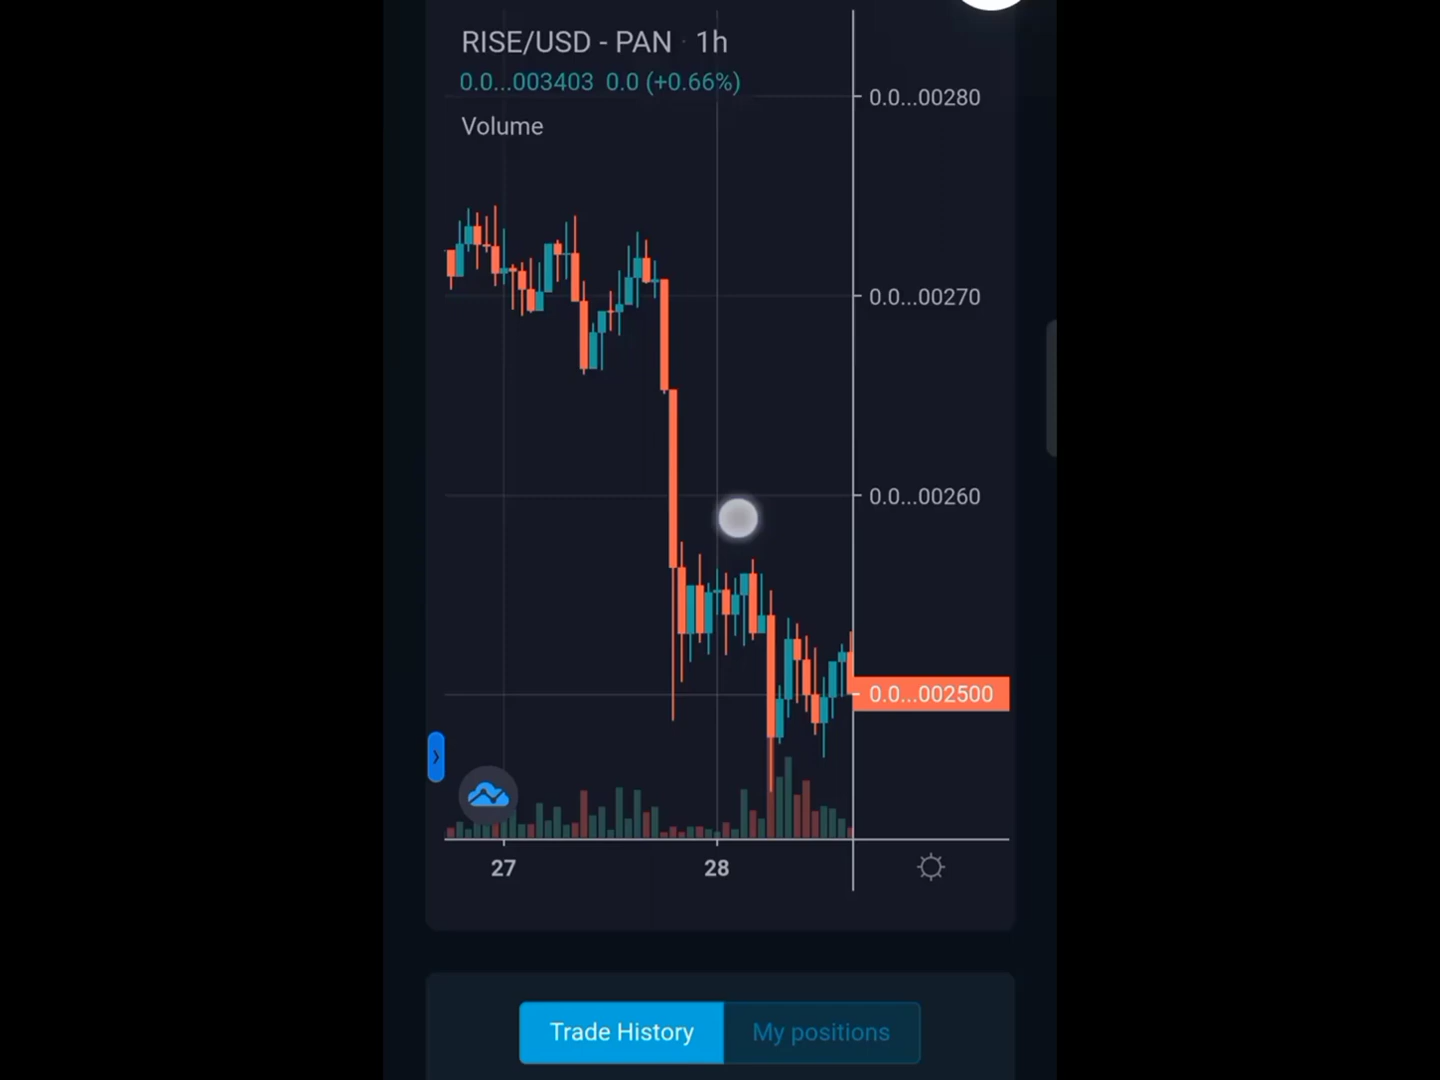 RISE/USD - PAN · 1h
0.0...003403 0.0 (+0.66%)
Volume
0.0...00280
0.0...00270
0.0...00260
0.0...002500
27 28
Trade History My positions